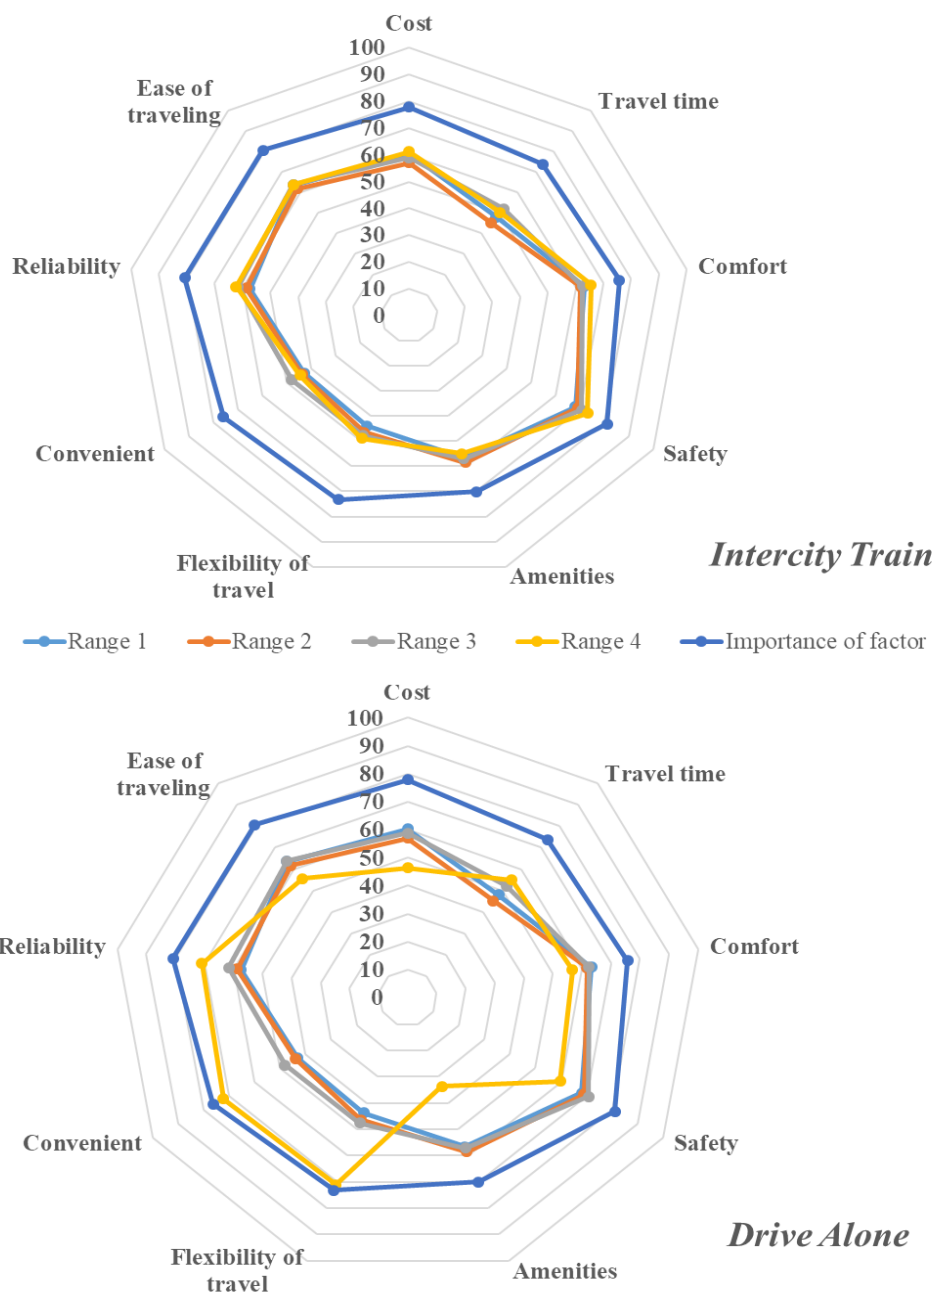 Cost
100
90
80
70
60
50
40
30
20
10
0
Travel time
Comfort
Safety
Amenities
Flexibility of
travel
Convenient
Reliability
Ease of
traveling
Intercity Train
Range 1
Range 2
Range 3
Range 4
Importance of factor
Cost
100
90
80
70
60
50
40
30
20
10
0
Travel time
Comfort
Safety
Amenities
Flexibility of
travel
Convenient
Reliability
Ease of
traveling
Drive Alone